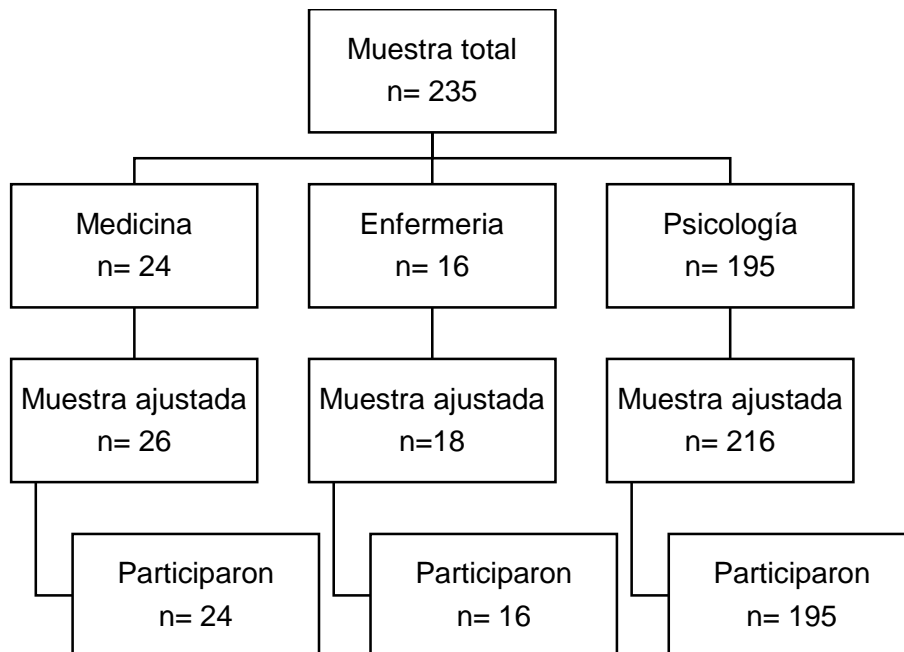 Muestra total
n= 235
Medicina
n= 24
Enfermeria
n= 16
Psicología
n= 195
Muestra ajustada
n= 26
Muestra ajustada
n=18
Muestra ajustada
n= 216
Participaron
n= 24
Participaron
n= 16
Participaron
n= 195